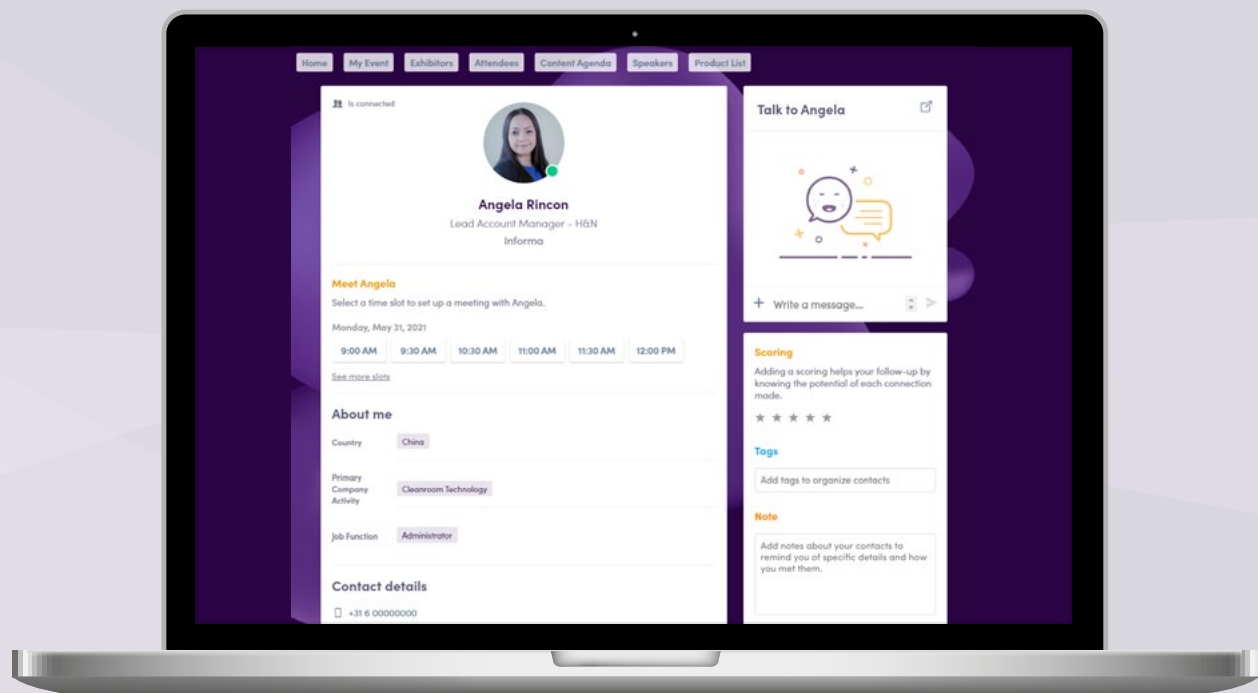 Home My Event Exhibitors Attendees Content Agenda Speakers Product List
Is connected
Angela Rincon
Lead Account Manager – H&N
Informa
Meet Angela
Select a time slot to set up a meeting with Angela.
Monday, May 31, 2021
9:00 AM 9:30 AM 10:30 AM 11:00 AM 11:30 AM 12:00 PM
See more slots
About me
Country China
Primary
Company
Activity
Cleanroom Technology
Job Function Administrator
Contact details
+31 6 00000000
Talk to Angela
Write a message...
Scoring
Adding a scoring helps your follow-up by
knowing the potential of each connection
made.
Tags
Add tags to organize contacts
Note
Add notes about your contacts to
remind you of specific details and how
you met them.